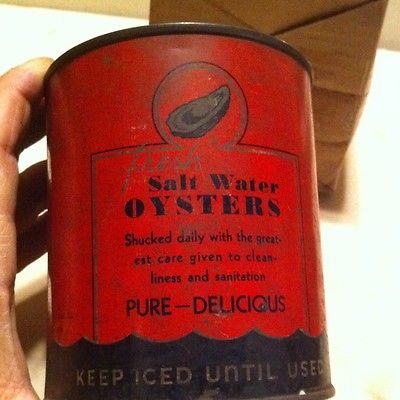 Fresh
Salt Water
OYSTERS
Shucked daily with the great-
est care given to clean-
liness and sanitation
PURE—DELICIOUS
KEEP ICED UNTIL USED